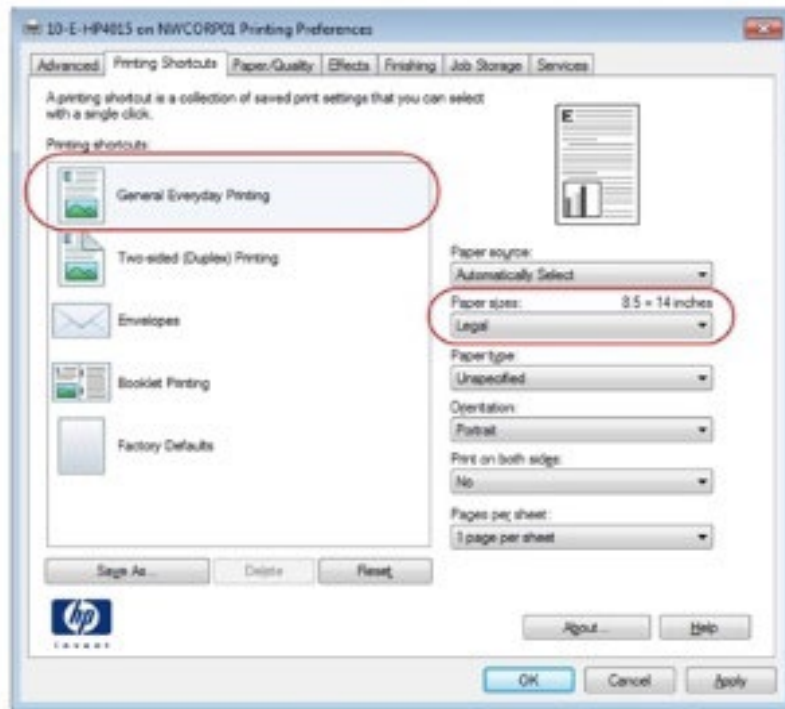 10-E-HP4015 on NWCORP01 Printing Preferences
Advanced Printing Shortcuts Paper/Quality Effects Finishing Job Storage Services
A printing shortcut is a collection of saved print settings that you can select
with a single click.
Printing shortcuts:
General Everyday Printing
Two-sided (Duplex) Printing
Envelopes
Booklet Printing
Factory Defaults
E
Paper source:
Automatically Select
Paper sizes: 8.5 × 14 inches
Legal
Paper type:
Unspecified
Orientation:
Portrait
Print on both sides:
No
Pages per sheet:
1 page per sheet
Save As... Delete Reset
hp
invent
About... Help
OK Cancel Apply